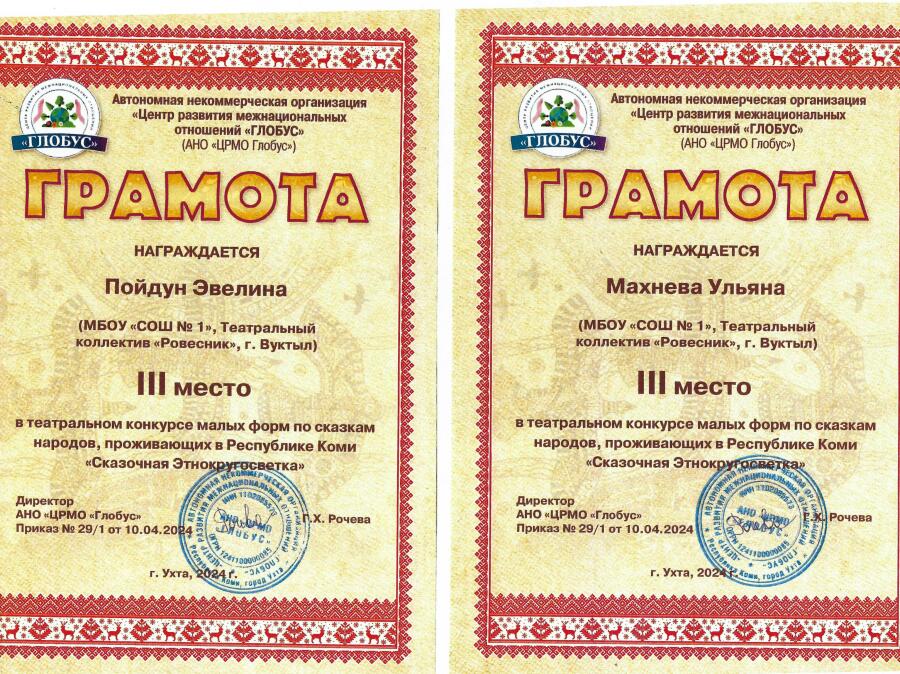 Автономная некоммерческая организация
«Центр развития межнациональных
отношений «ГЛОБУС»
(АНО «ЦРМО Глобус»)
«ГЛОБУС»
ГРАМОТА
НАГРАЖДАЕТСЯ
Пойдун Эвелина
(МБОУ «СОШ № 1», Театральный
коллектив «Ровесник», г. Вуктыл)
III место
в театральном конкурсе малых форм по сказкам
народов, проживающих в Республике Коми
«Сказочная Этнокругосветка»
Директор
АНО «ЦРМО «Глобус»
Приказ № 29/1 от 10.04.2024
Г.Х. Рочева
г. Ухта, 2024 г.
Автономная некоммерческая организация
«Центр развития межнациональных
отношений «ГЛОБУС»
(АНО «ЦРМО Глобус»)
«ГЛОБУС»
ГРАМОТА
НАГРАЖДАЕТСЯ
Махнева Ульяна
(МБОУ «СОШ № 1», Театральный
коллектив «Ровесник», г. Вуктыл)
III место
в театральном конкурсе малых форм по сказкам
народов, проживающих в Республике Коми
«Сказочная Этнокругосветка»
Директор
АНО «ЦРМО «Глобус»
Приказ № 29/1 от 10.04.2024
Г.Х. Рочева
г. Ухта, 2024 г.